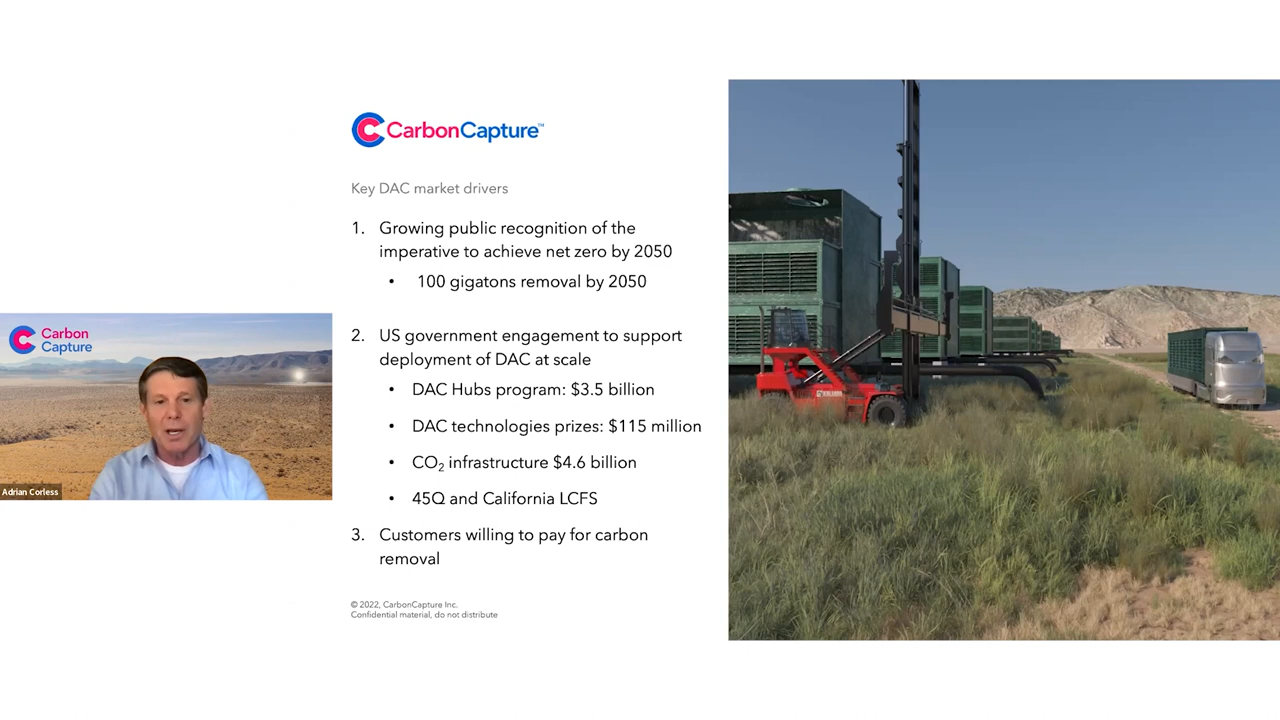 CarbonCapture™
Key DAC market drivers
1. Growing public recognition of the
imperative to achieve net zero by 2050
• 100 gigatons removal by 2050
2. US government engagement to support
deployment of DAC at scale
• DAC Hubs program: $3.5 billion
• DAC technologies prizes: $115 million
• CO₂ infrastructure $4.6 billion
• 45Q and California LCFS
3. Customers willing to pay for carbon
removal
© 2022, CarbonCapture Inc.
Confidential material, do not distribute
Carbon
Capture
Adrian Corless